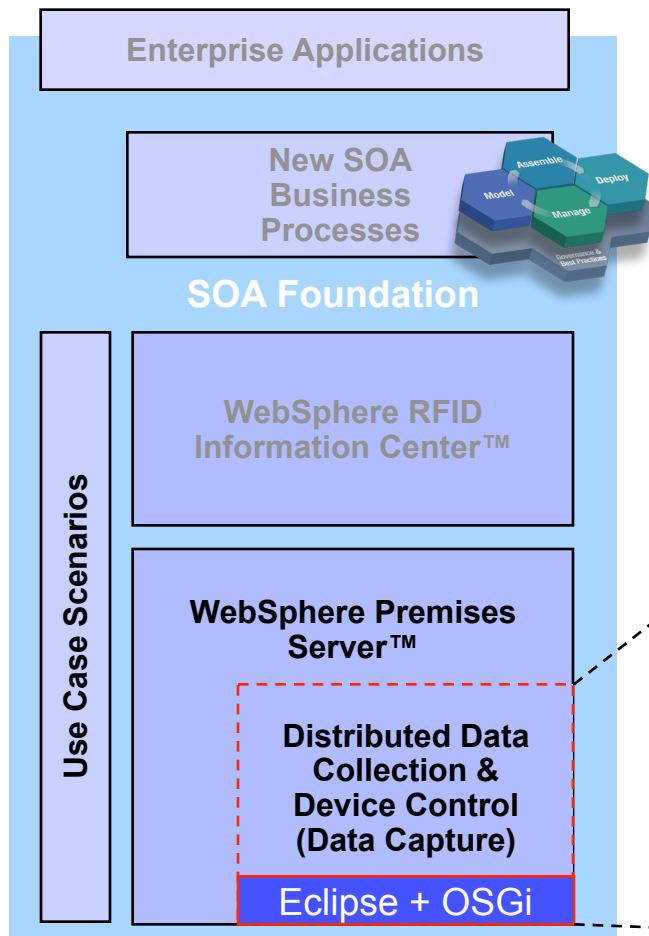 Enterprise Applications
New SOA
Business
Processes
Assemble
Model
Deploy
Manage
Governance &
Best Practices
SOA Foundation
Use Case Scenarios
WebSphere RFID
Information Center™
WebSphere Premises
Server™
Distributed Data
Collection &
Device Control
(Data Capture)
Eclipse + OSGi